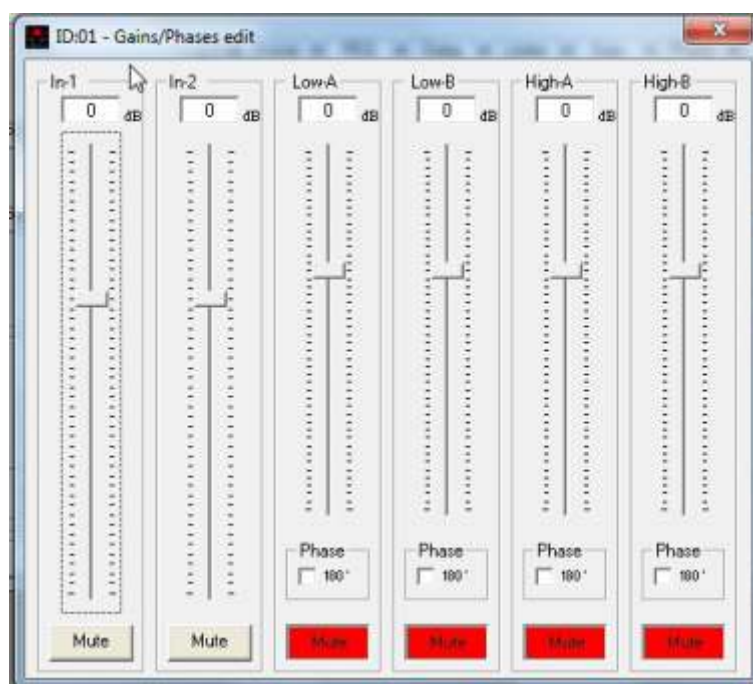 ID:01 - Gains/Phases edit
In-1 In-2 Low-A Low-B High-A High-B
0 dB 0 dB 0 dB 0 dB 0 dB 0 dB
Phase Phase Phase Phase
180° 180° 180° 180°
Mute Mute Mute Mute Mute Mute